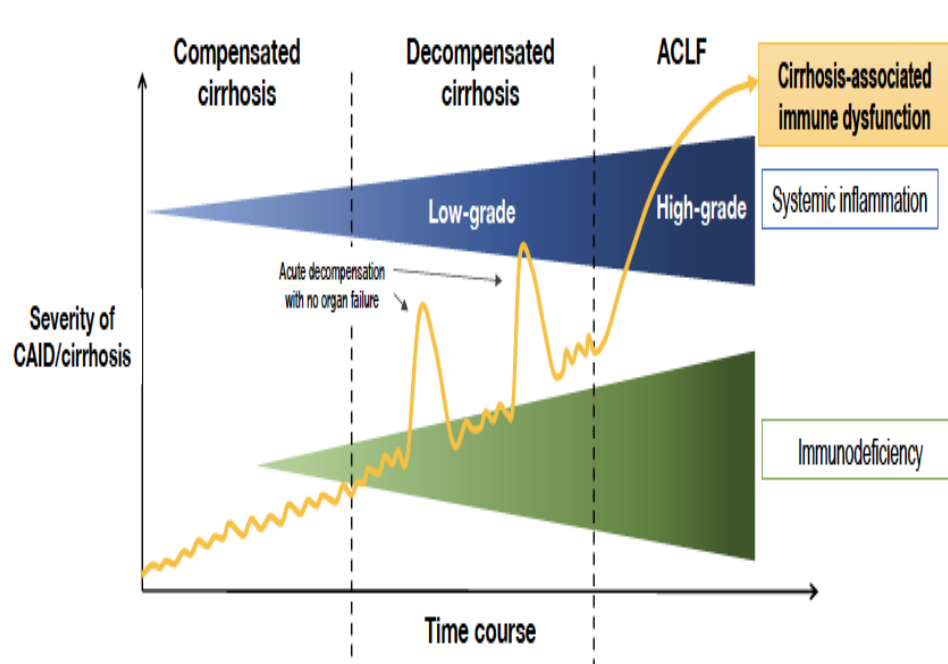 Compensated
cirrhosis
Decompensated
cirrhosis
ACLF
Cirrhosis-associated
immune dysfunction
Systemic inflammation
Low-grade
High-grade
Acute decompensation
with no organ failure
Severity of
CAID/cirrhosis
Immunodeficiency
Time course